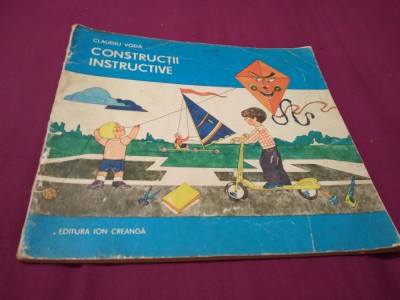 CLAUDIU VODĂ
CONSTRUCȚII
INSTRUCTIVE
EDITURA ION CREANGĂ